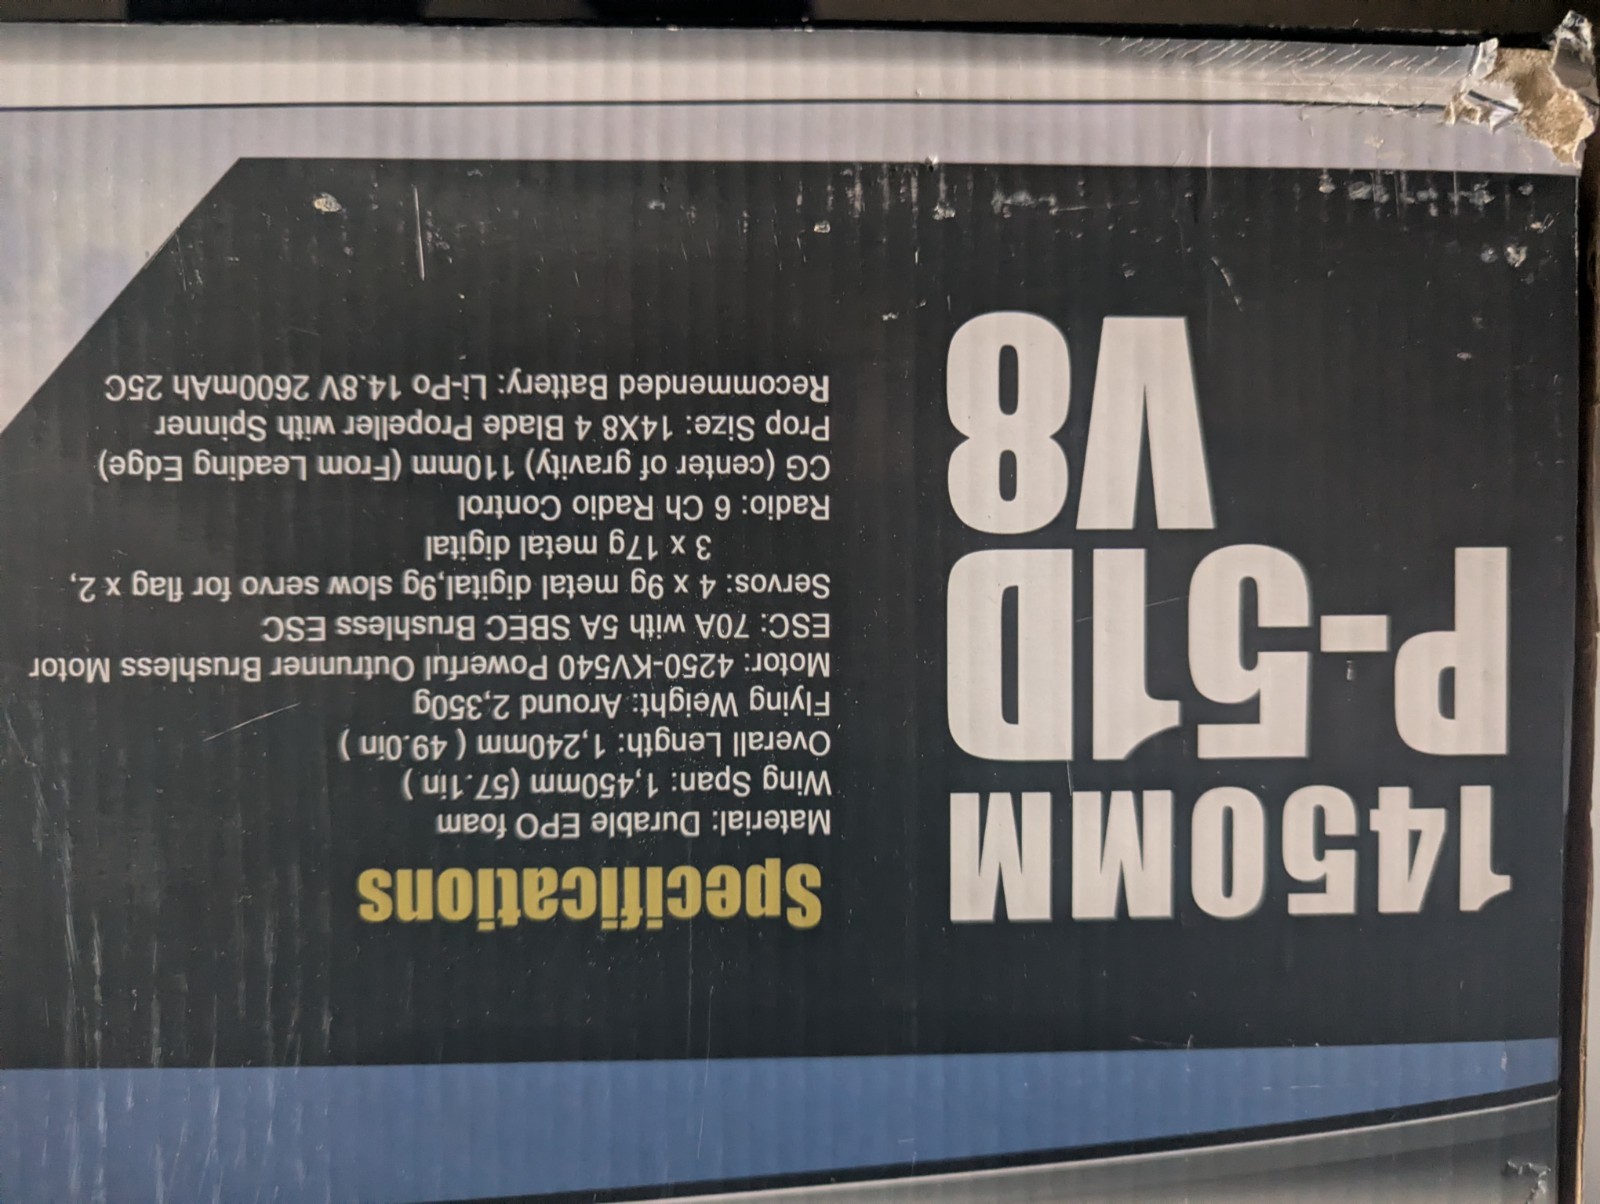 1450MM
P-51D
V8
Specifications
Material: Durable EPO foam
Wing Span: 1,450mm (57.1in )
Overall Length: 1,240mm ( 49.0in )
Flying Weight: Around 2,350g
Motor: 4250-KV540 Powerful Outrunner Brushless Motor
ESC: 70A with 5A SBEC Brushless ESC
Servos: 4 x 9g metal digital,9g slow servo for flag x 2,
3 x 17g metal digital
Radio: 6 Ch Radio Control
CG (center of gravity) 110mm (From Leading Edge)
Prop Size: 14X8 4 Blade Propeller with Spinner
Recommended Battery: Li-Po 14.8V 2600mAh 25C